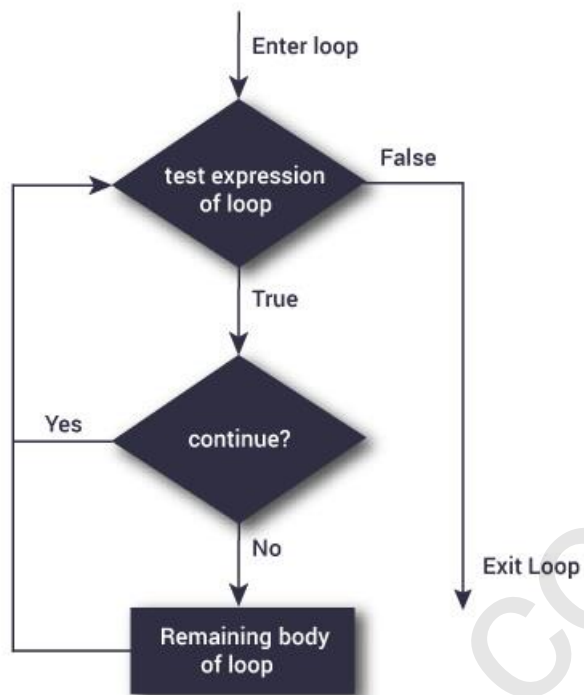 Enter loop
test expression
of loop
False
True
Yes
continue?
No
Exit Loop
Remaining body
of loop